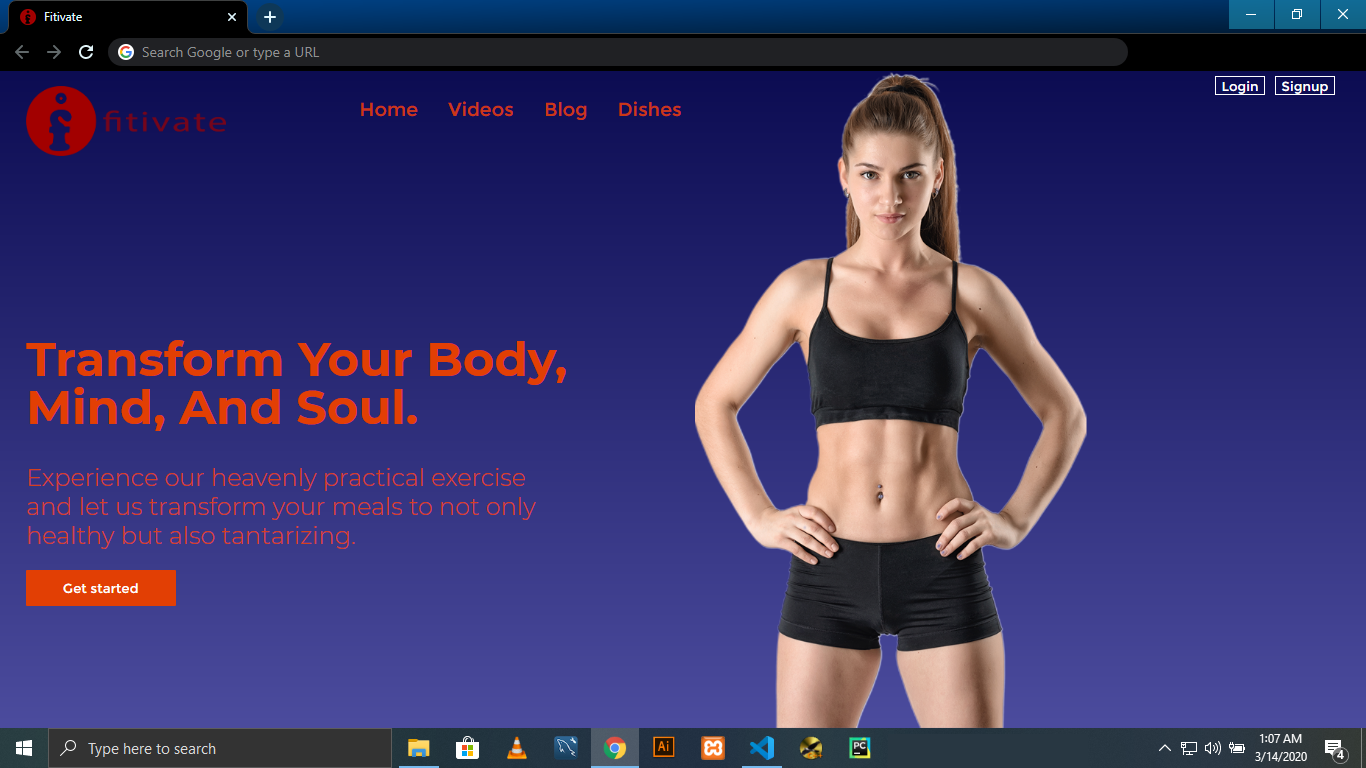 Fitivate
Search Google or type a URL
fitivate
Home Videos Blog Dishes
Login Signup
Transform Your Body,
Mind, And Soul.
Experience our heavenly practical exercise
and let us transform your meals to not only
healthy but also tantarizing.
Get started
Type here to search
Ai
PC
1:07 AM
3/14/2020
4